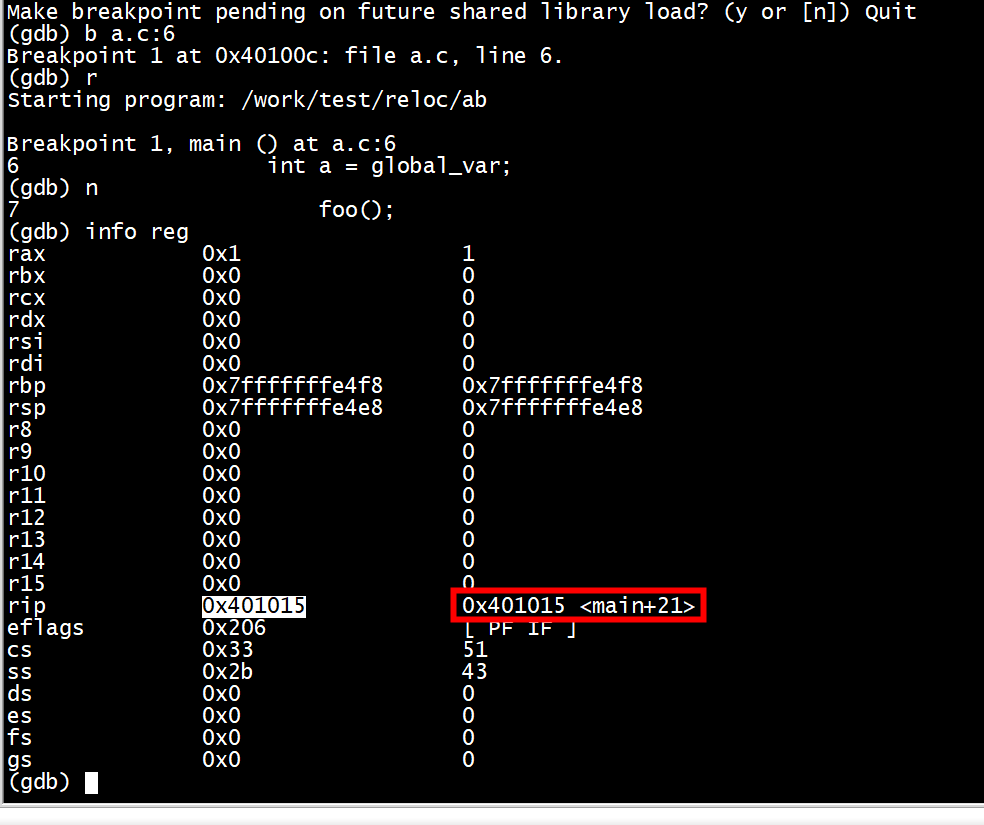 Make breakpoint pending on future shared library load? (y or [n]) Quit
(gdb) b a.c:6
Breakpoint 1 at 0x40100c: file a.c, line 6.
(gdb) r
Starting program: /work/test/reloc/ab
Breakpoint 1, main () at a.c:6
6 int a = global_var;
(gdb) n
7 foo();
(gdb) info reg
rax 0x1 1
rbx 0x0 0
rcx 0x0 0
rdx 0x0 0
rsi 0x0 0
rdi 0x0 0
rbp 0x7fffffffe4f8 0x7fffffffe4f8
rsp 0x7fffffffe4e8 0x7fffffffe4e8
r8 0x0 0
r9 0x0 0
r10 0x0 0
r11 0x0 0
r12 0x0 0
r13 0x0 0
r14 0x0 0
r15 0x0 0
rip 0x401015 0x401015 <main+21>
eflags 0x206 [ PF IF ]
cs 0x33 51
ss 0x2b 43
ds 0x0 0
es 0x0 0
fs 0x0 0
gs 0x0 0
(gdb)